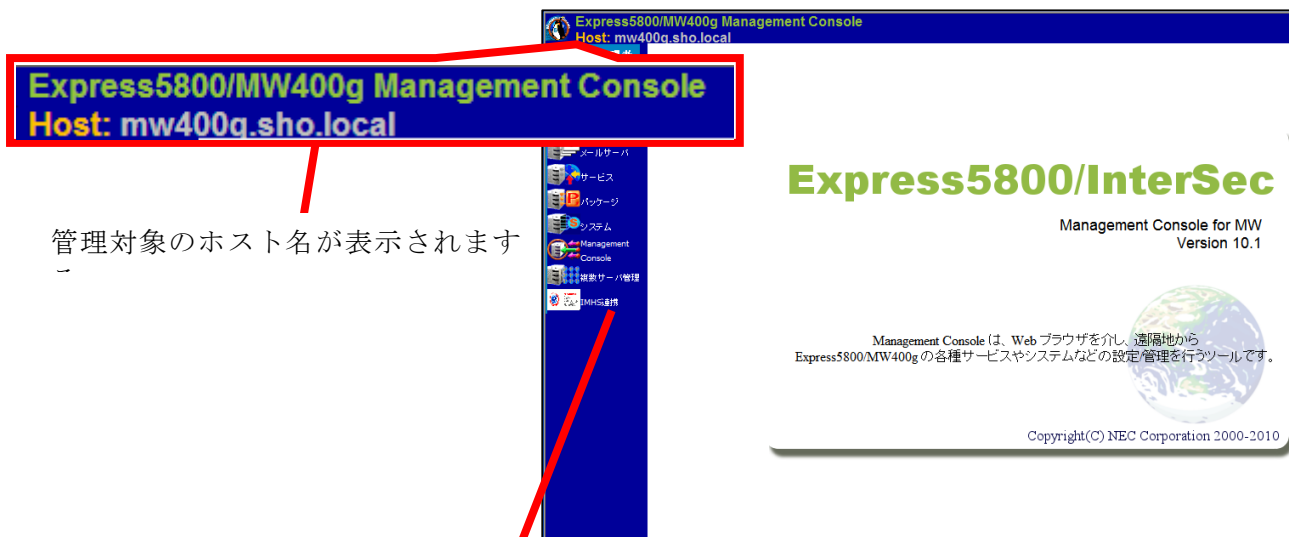 Express5800/MW400g Management Console
Host: mw400g.sho.local
Express5800/MW400g Management Console
Host: mw400g.sho.local
管理対象のホスト名が表示されます
メールサーバ
サービス
パッケージ
システム
Management
Console
複数サーバ管理
IMHS連携
Express5800/InterSec
Management Console for MW
Version 10.1
Management Console は、Web ブラウザを介し、遠隔地から
Express5800/MW400g の各種サービスやシステムなどの設定/管理を行うツールです。
Copyright(C) NEC Corporation 2000-2010